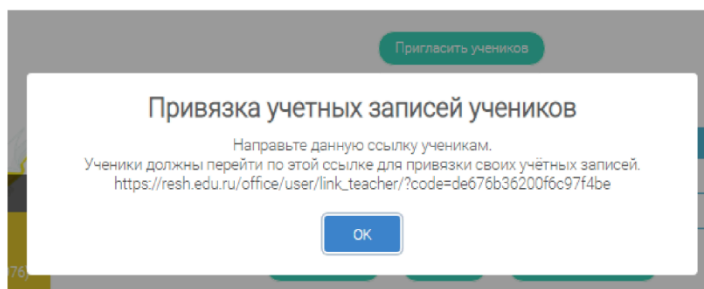 Пригласить учеников
Привязка учетных записей учеников
Направьте данную ссылку ученикам.
Ученики должны перейти по этой ссылке для привязки своих учётных записей.
https://resh.edu.ru/office/user/link_teacher/?code=de676b36200f6c97f4be
OK
976)